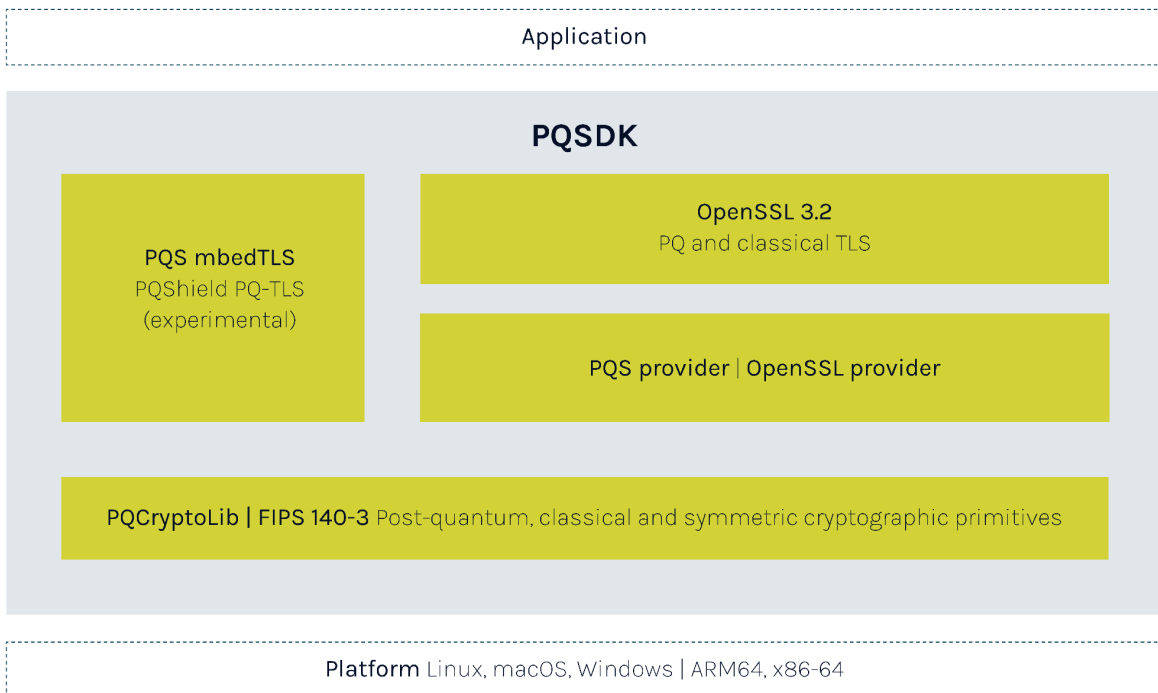 Application
PQSDK
PQS mbedTLS
PQShield PQ-TLS
(experimental)
OpenSSL 3.2
PQ and classical TLS
PQS provider | OpenSSL provider
PQCryptoLib | FIPS 140-3 Post-quantum, classical and symmetric cryptographic primitives
Platform Linux, macOS, Windows | ARM64, x86-64